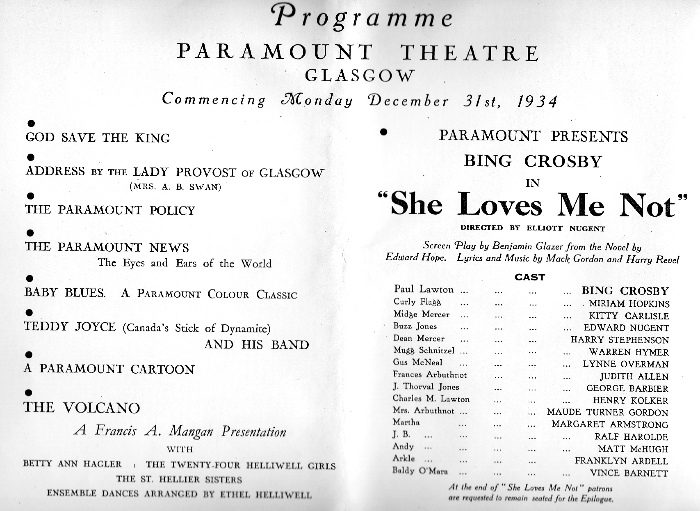 Programme
PARAMOUNT THEATRE
GLASGOW
Commencing Monday December 31st, 1934
GOD SAVE THE KING
ADDRESS BY THE LADY PROVOST OF GLASGOW
(MRS. A. B. SWAN)
THE PARAMOUNT POLICY
THE PARAMOUNT NEWS
The Eyes and Ears of the World
BABY BLUES. A PARAMOUNT COLOUR CLASSIC
TEDDY JOYCE (Canada's Stick of Dynamite)
AND HIS BAND
A PARAMOUNT CARTOON
THE VOLCANO
A Francis A. Mangan Presentation
WITH
BETTY ANN HAGLER : THE TWENTY-FOUR HELLIWELL GIRLS
THE ST. HELLIER SISTERS
ENSEMBLE DANCES ARRANGED BY ETHEL HELLIWELL
PARAMOUNT PRESENTS
BING CROSBY
IN
"She Loves Me Not"
DIRECTED BY ELLIOTT NUGENT
Screen Play by Benjamin Glazer from the Novel by
Edward Hope. Lyrics and Music by Mack Gordon and Harry Revel
CAST
Paul Lawton ... ... ... ... BING CROSBY
Curly Flagg ... ... ... . MIRIAM HOPKINS
Midge Mercer ... ... ... ... KITTY CARLISLE
Buzz Jones ... ... ... EDWARD NUGENT
Dean Mercer ... ... ... HARRY STEPHENSON
Mugg Schnitzel ... ... ... ... WARREN HYMER
Gus McNeal ... ... ... LYNNE OVERMAN
Frances Arbuthnot ... ... ... JUDITH ALLEN
J. Thorval Jones ... ... ... GEORGE BARBIER
Charles M. Lawton ... ... ... HENRY KOLKER
Mrs. Arbuthnot ... ... ... MAUDE TURNER GORDON
Martha ... ... ... MARGARET ARMSTRONG
J. B. ... ... ... ... RALF HAROLDE
Andy ... ... ... ... MATT McHUGH
Arkle ... ... ... ... FRANKLYN ARDELL
Baldy O'Mara ... ... ... ... VINCE BARNETT
At the end of "She Loves Me Not" patrons
are requested to remain seated for the Epilogue.